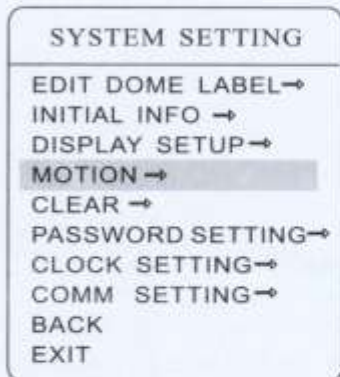 SYSTEM SETTING
EDIT DOME LABEL→
INITIAL INFO →
DISPLAY SETUP→
MOTION→
CLEAR →
PASSWORD SETTING→
CLOCK SETTING→
COMM SETTING→
BACK
EXIT